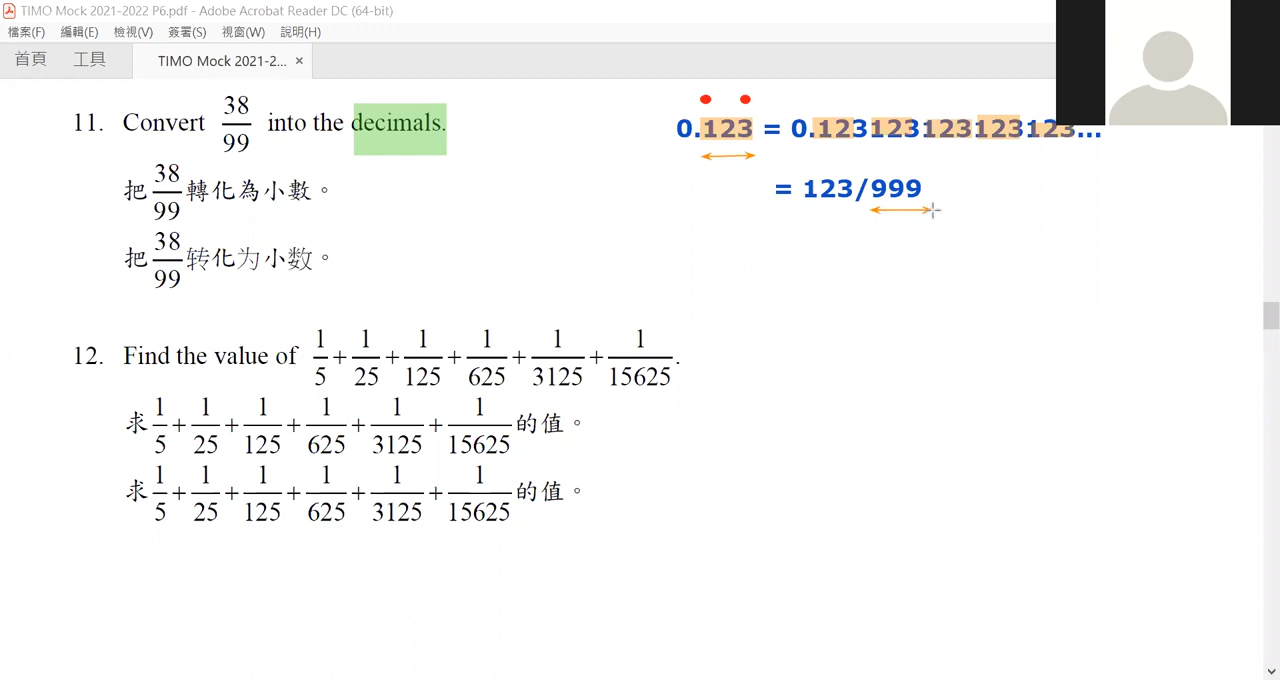 TIMO Mock 2021-2022 P6.pdf - Adobe Acrobat Reader DC (64-bit)
檔案(F) 編輯(E) 檢視(V) 簽署(S) 視窗(W) 說明(H)
首頁 工具 TIMO Mock 2021-2... ×
11. Convert 38/99 into the decimals.
把 38/99 轉化為小數。
把 38/99 转化为小数。
0.123 = 0.123123123123123...
= 123/999
12. Find the value of 1/5 + 1/25 + 1/125 + 1/625 + 1/3125 + 1/15625.
求 1/5 + 1/25 + 1/125 + 1/625 + 1/3125 + 1/15625 的值。
求 1/5 + 1/25 + 1/125 + 1/625 + 1/3125 + 1/15625 的值。